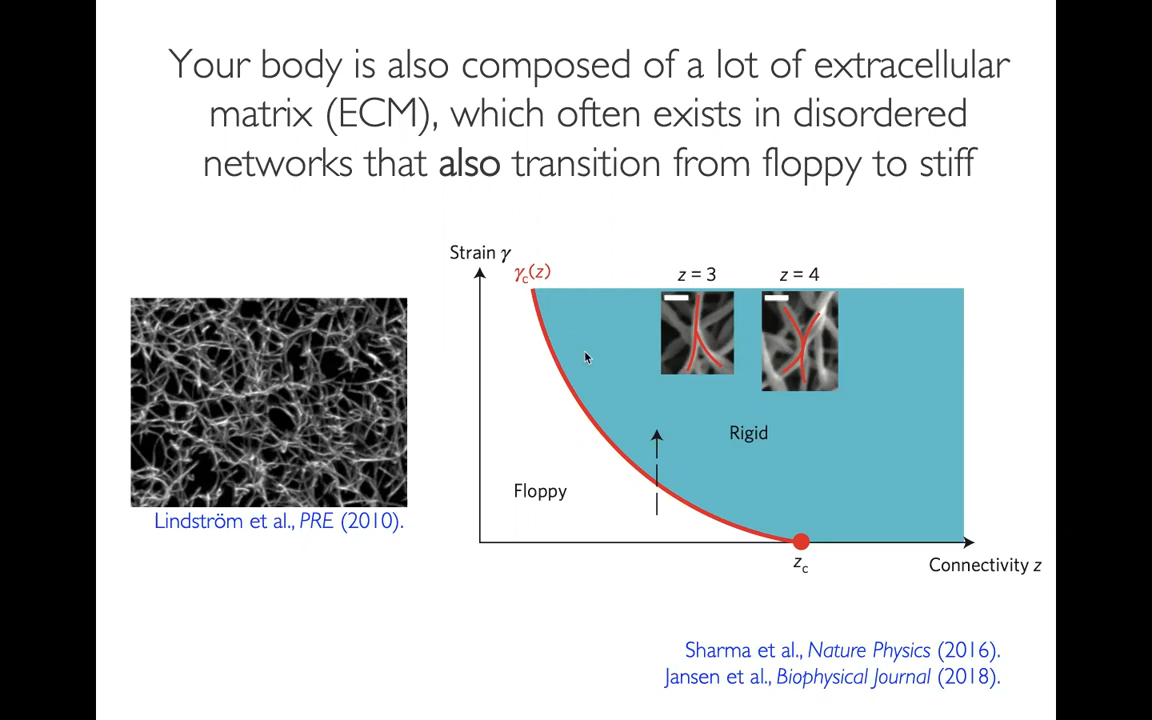 Your body is also composed of a lot of extracellular
matrix (ECM), which often exists in disordered
networks that also transition from floppy to stiff
Strain γ
γc(z)
z = 3
z = 4
Rigid
Floppy
zc
Connectivity z
Lindström et al., PRE (2010).
Sharma et al., Nature Physics (2016).
Jansen et al., Biophysical Journal (2018).